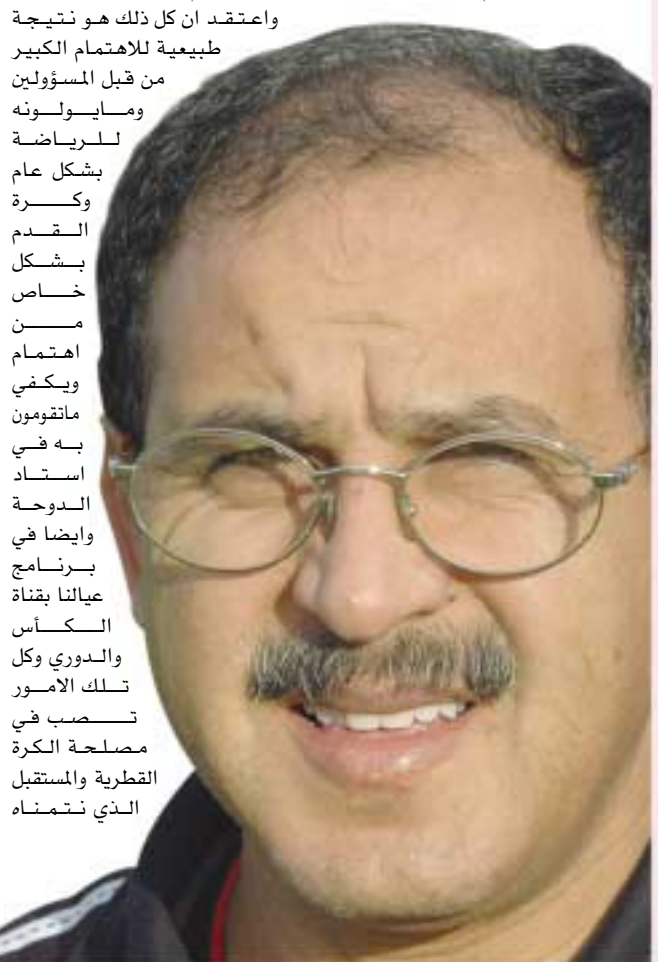 واعتقد ان كل ذلك هو نتيجة
طبيعية للاهتمام الكبير
من قبل المسؤولين
ومايولونه
للرياضة
بشكل عام
وكرة
القدم
بشكل
خاص
من
اهتمام
ويكفي
ماتقومون
به في
استاد
الدوحة
وايضا في
برنامج
عيالنا بقناة
الكأس
والدوري وكل
تلك الامور
تصب في
مصلحة الكرة
القطرية والمستقبل
الذي نتمناه